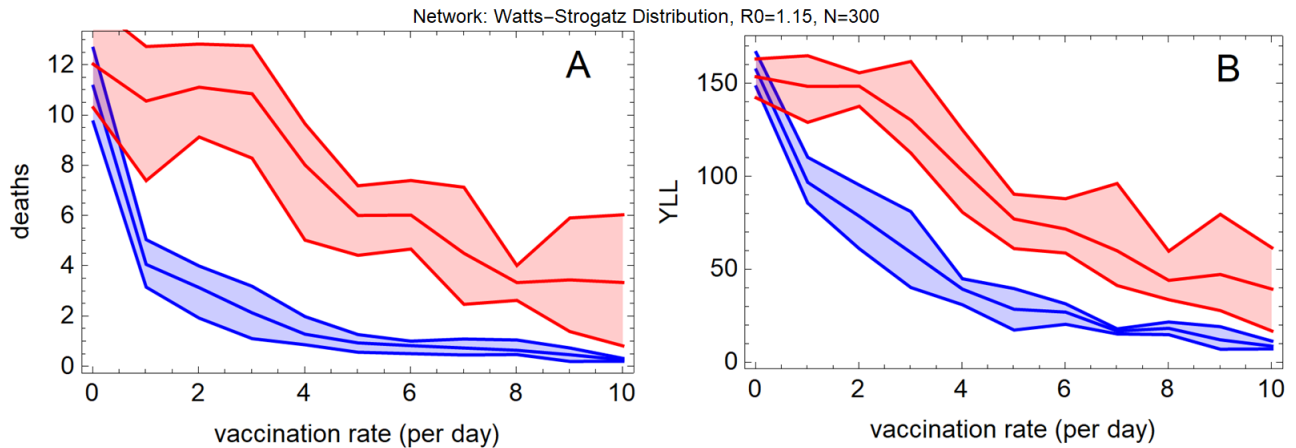 Network: Watts–Strogatz Distribution, R0=1.15, N=300
A
deaths
12
10
8
6
4
2
0
0 2 4 6 8 10
vaccination rate (per day)
B
YLL
150
100
50
0
0 2 4 6 8 10
vaccination rate (per day)